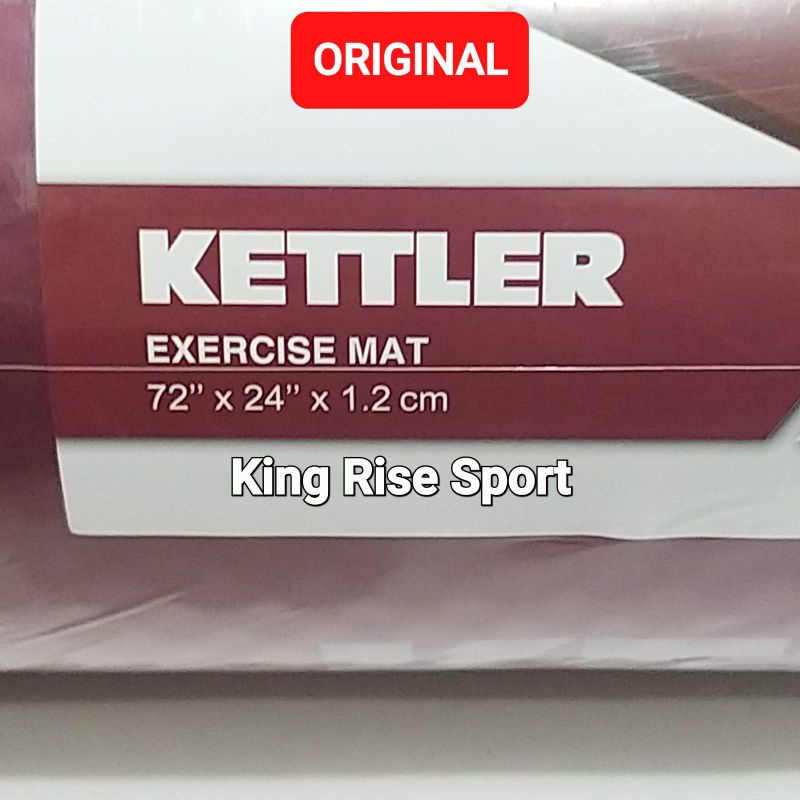 ORIGINAL
KETTLER
EXERCISE MAT
72” x 24” x 1.2 cm
King Rise Sport